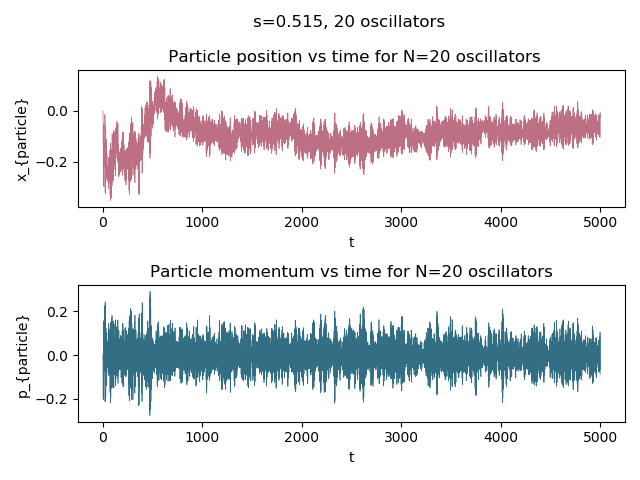 s=0.515, 20 oscillators
Particle position vs time for N=20 oscillators
0.0
−0.2
x_{particle}
0 1000 2000 3000 4000 5000
t
Particle momentum vs time for N=20 oscillators
0.2
0.0
−0.2
p_{particle}
0 1000 2000 3000 4000 5000
t